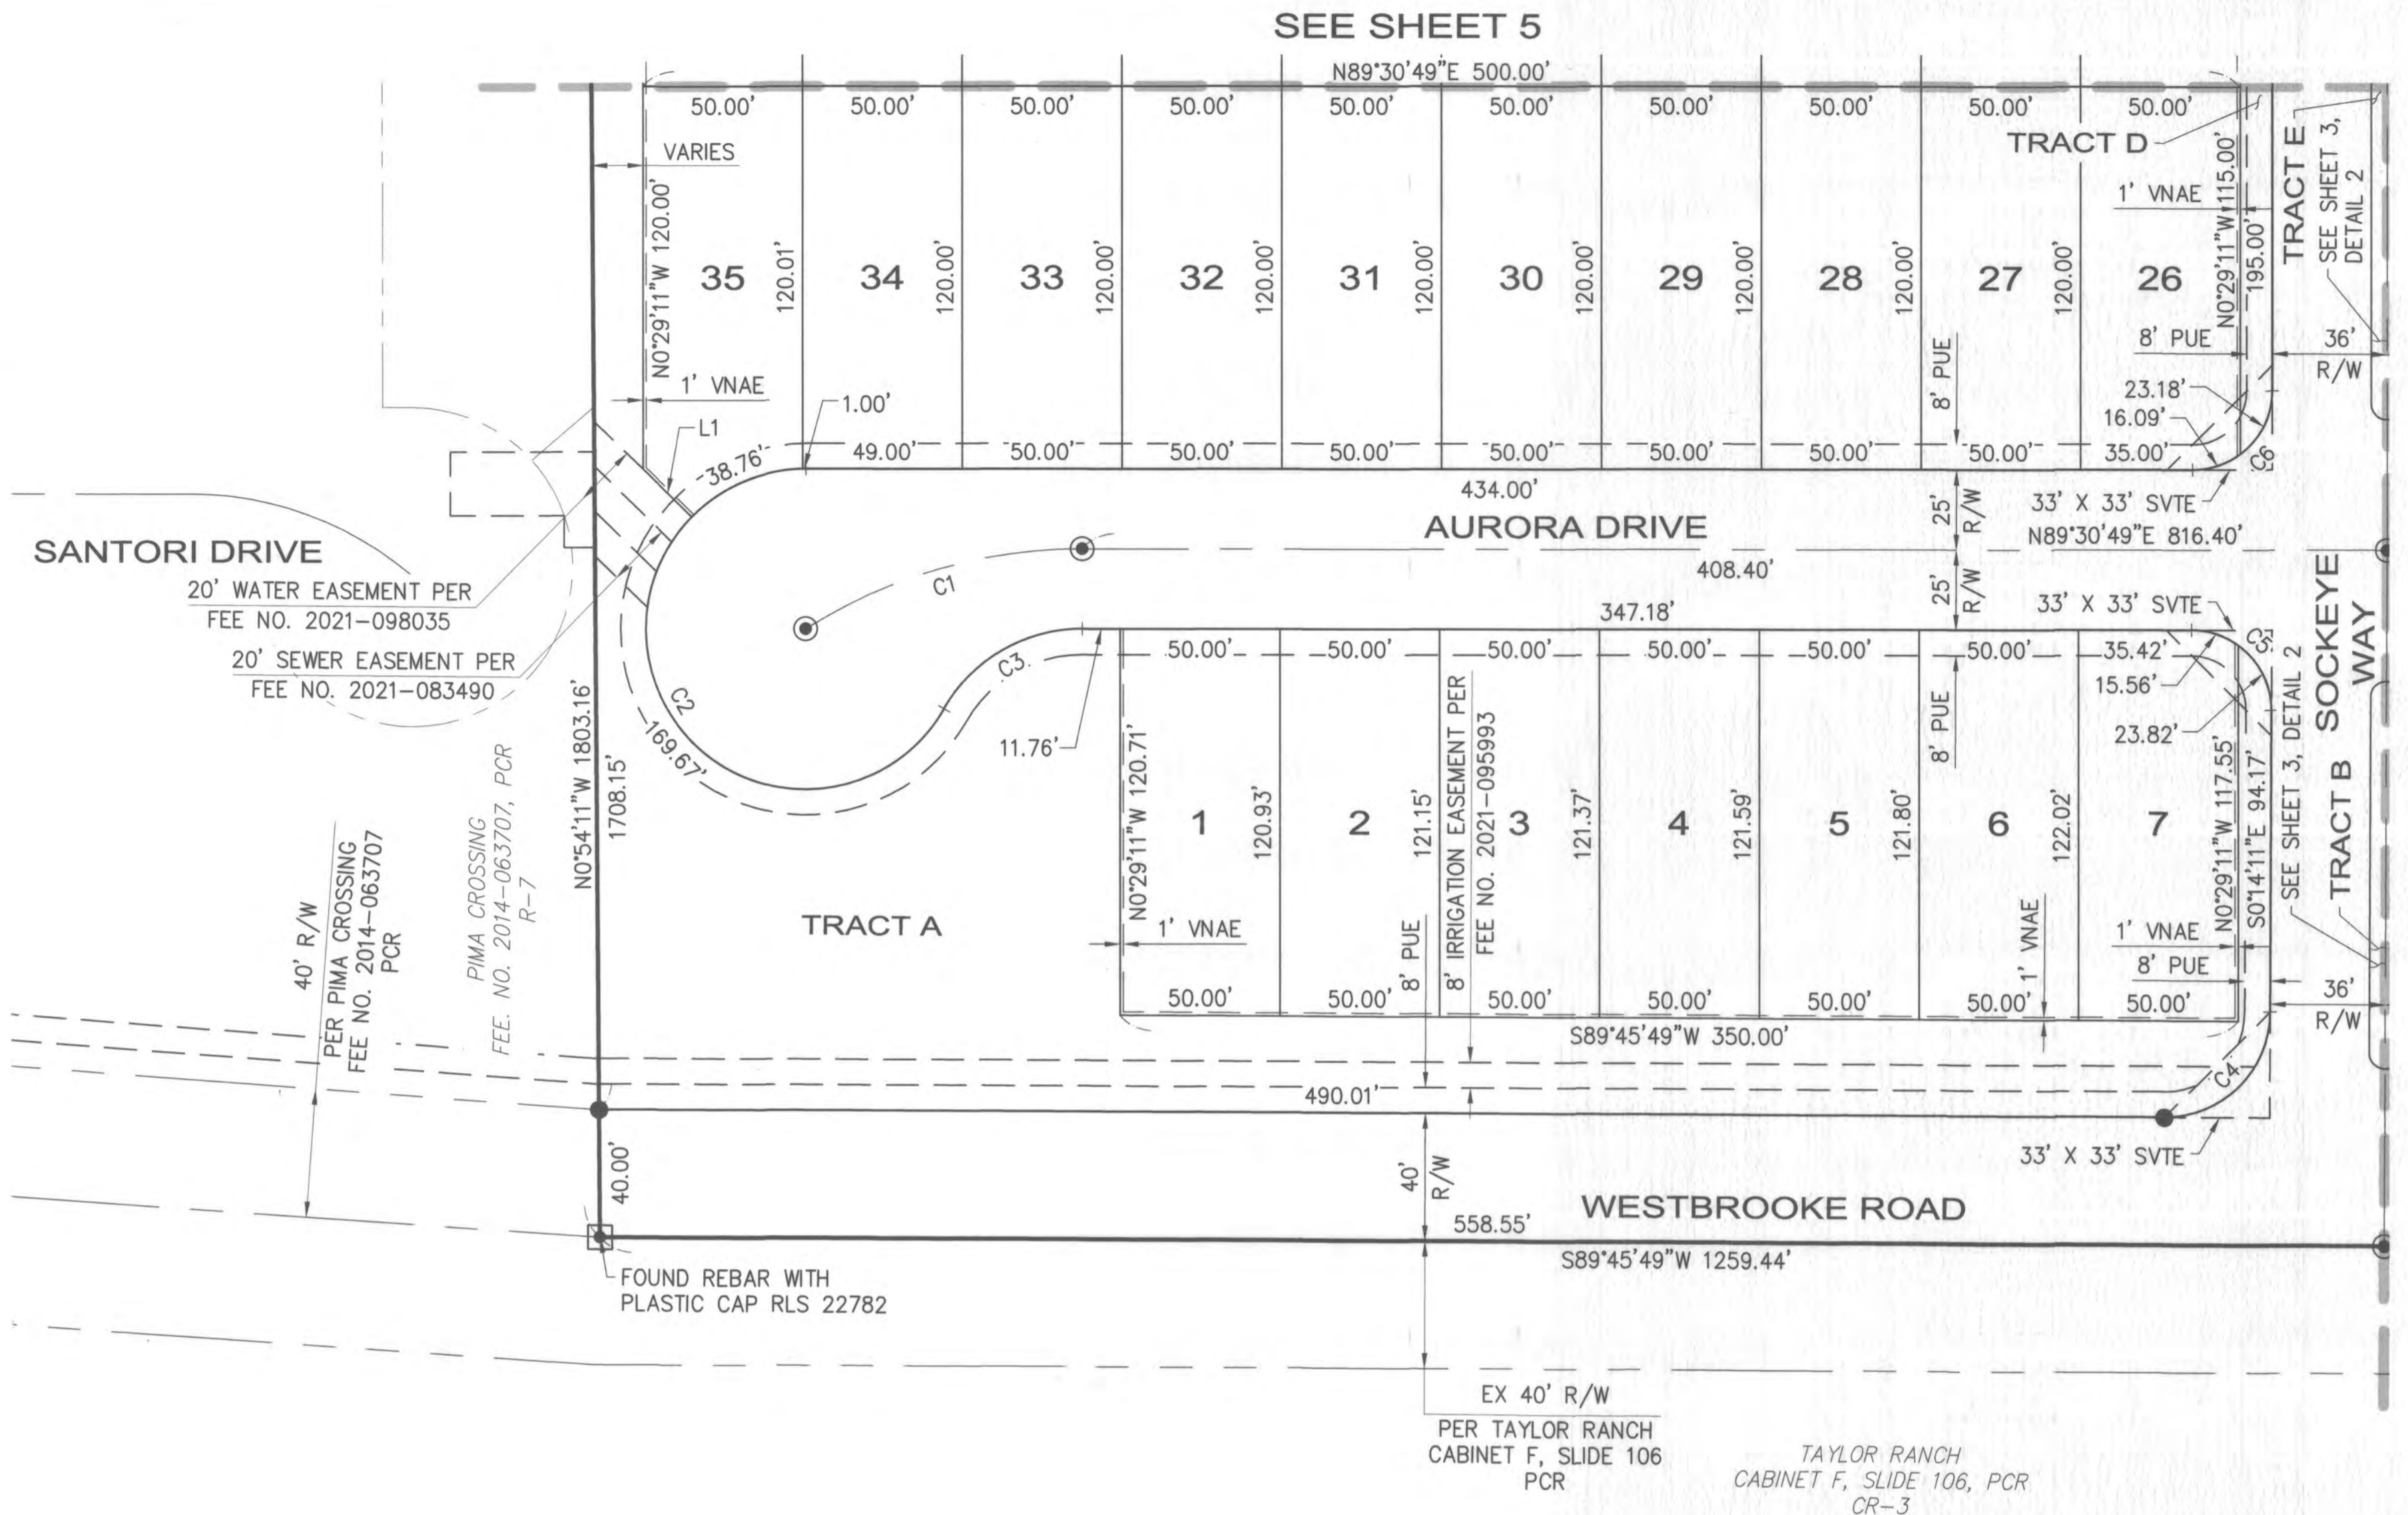 SEE SHEET 5
N89°30'49"E 500.00'
50.00'
50.00'
50.00'
50.00'
50.00'
50.00'
50.00'
50.00'
50.00'
50.00'
VARIES
TRACT D
TRACT E
SEE SHEET 3,
DETAIL 2
1' VNAE
N0°29'11"W 120.00'
35
120.01'
34
120.00'
33
120.00'
32
120.00'
31
120.00'
30
120.00'
29
120.00'
28
120.00'
27
120.00'
26
N0°29'11"W 115.00'
195.00'
8' PUE
8' PUE
36'
R/W
1' VNAE
1.00'
L1
23.18'
16.09'
38.76'
49.00'
50.00'
50.00'
50.00'
50.00'
50.00'
50.00'
50.00'
35.00'
C6
434.00'
33' X 33' SVTE
SANTORI DRIVE
AURORA DRIVE
25'
R/W
N89°30'49"E 816.40'
408.40'
20' WATER EASEMENT PER
FEE NO. 2021-098035
C1
25'
R/W
33' X 33' SVTE
347.18'
20' SEWER EASEMENT PER
FEE NO. 2021-083490
C3
50.00'
50.00'
50.00'
50.00'
50.00'
50.00'
35.42'
C5
15.56'
23.82'
SOCKEYE
WAY
C2
169.67'
11.76'
8' PUE
N0°54'11"W 1803.16'
1708.15'
PIMA CROSSING
FEE. NO. 2014-063707, PCR
R-7
40' R/W
PER PIMA CROSSING
FEE NO. 2014-063707
PCR
TRACT A
N0°29'11"W 120.71'
1
120.93'
2
121.15'
8' IRRIGATION EASEMENT PER
FEE NO. 2021-095993
3
121.37'
4
121.59'
5
121.80'
6
122.02'
7
N0°29'11"W 117.55'
S0°14'11"E 94.17'
SEE SHEET 3, DETAIL 2
TRACT B
1' VNAE
8' PUE
1' VNAE
1' VNAE
8' PUE
50.00'
50.00'
50.00'
50.00'
50.00'
50.00'
50.00'
36'
R/W
S89°45'49"W 350.00'
490.01'
C4
40.00'
33' X 33' SVTE
40'
R/W
WESTBROOKE ROAD
558.55'
S89°45'49"W 1259.44'
FOUND REBAR WITH
PLASTIC CAP RLS 22782
EX 40' R/W
PER TAYLOR RANCH
CABINET F, SLIDE 106
PCR
TAYLOR RANCH
CABINET F, SLIDE 106, PCR
CR-3